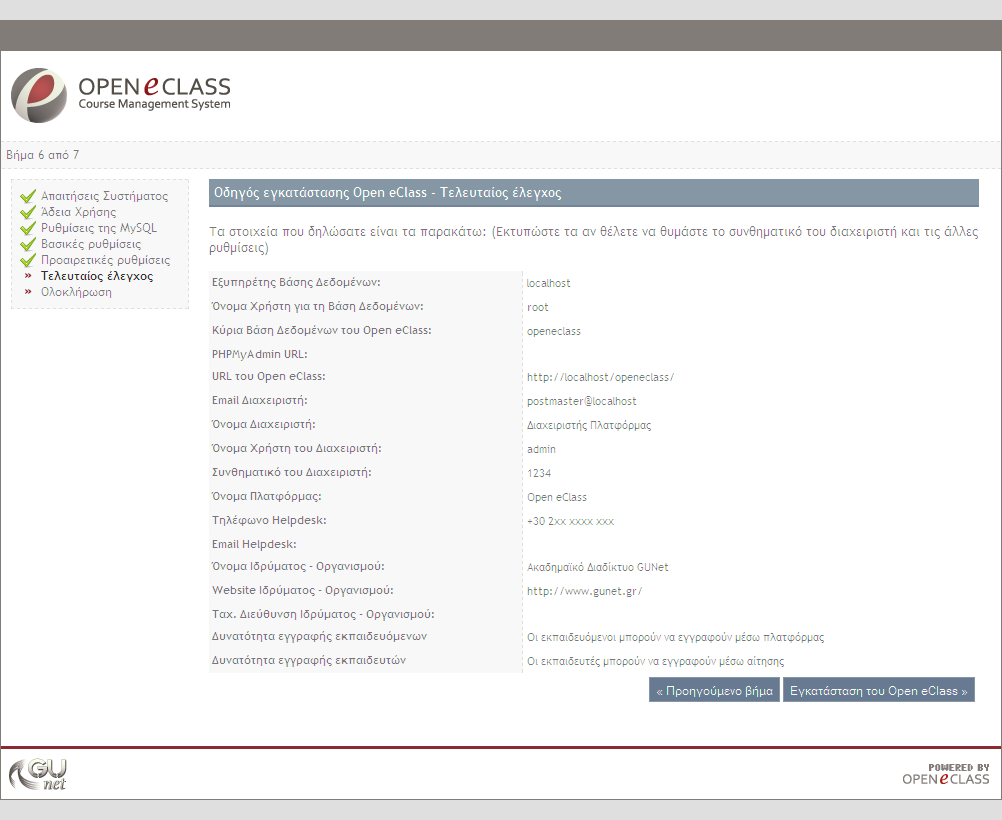 OPEN eCLASS
Course Management System
Βήμα 6 από 7
Απαιτήσεις Συστήματος
Άδεια Χρήσης
Ρυθμίσεις της MySQL
Βασικές ρυθμίσεις
Προαιρετικές ρυθμίσεις
» Τελευταίος έλεγχος
» Ολοκλήρωση
Οδηγός εγκατάστασης Open eClass - Τελευταίος έλεγχος
Τα στοιχεία που δηλώσατε είναι τα παρακάτω: (Εκτυπώστε τα αν θέλετε να θυμάστε το συνθηματικό του διαχειριστή και τις άλλες
ρυθμίσεις)
Εξυπηρέτης Βάσης Δεδομένων: localhost
Όνομα Χρήστη για τη Βάση Δεδομένων: root
Κύρια Βάση Δεδομένων του Open eClass: openeclass
PHPMyAdmin URL:
URL του Open eClass: http://localhost/openeclass/
Email Διαχειριστή: postmaster@localhost
Όνομα Διαχειριστή: Διαχειριστής Πλατφόρμας
Όνομα Χρήστη του Διαχειριστή: admin
Συνθηματικό του Διαχειριστή: 1234
Όνομα Πλατφόρμας: Open eClass
Τηλέφωνο Helpdesk: +30 2xx xxxx xxx
Email Helpdesk:
Όνομα Ιδρύματος - Οργανισμού: Ακαδημαϊκό Διαδίκτυο GUNet
Website Ιδρύματος - Οργανισμού: http://www.gunet.gr/
Ταχ. Διεύθυνση Ιδρύματος - Οργανισμού:
Δυνατότητα εγγραφής εκπαιδευόμενων Οι εκπαιδευόμενοι μπορούν να εγγραφούν μέσω πλατφόρμας
Δυνατότητα εγγραφής εκπαιδευτών Οι εκπαιδευτές μπορούν να εγγραφούν μέσω αίτησης
« Προηγούμενο βήμα Εγκατάσταση του Open eClass »
GUnet
POWERED BY
OPEN eCLASS